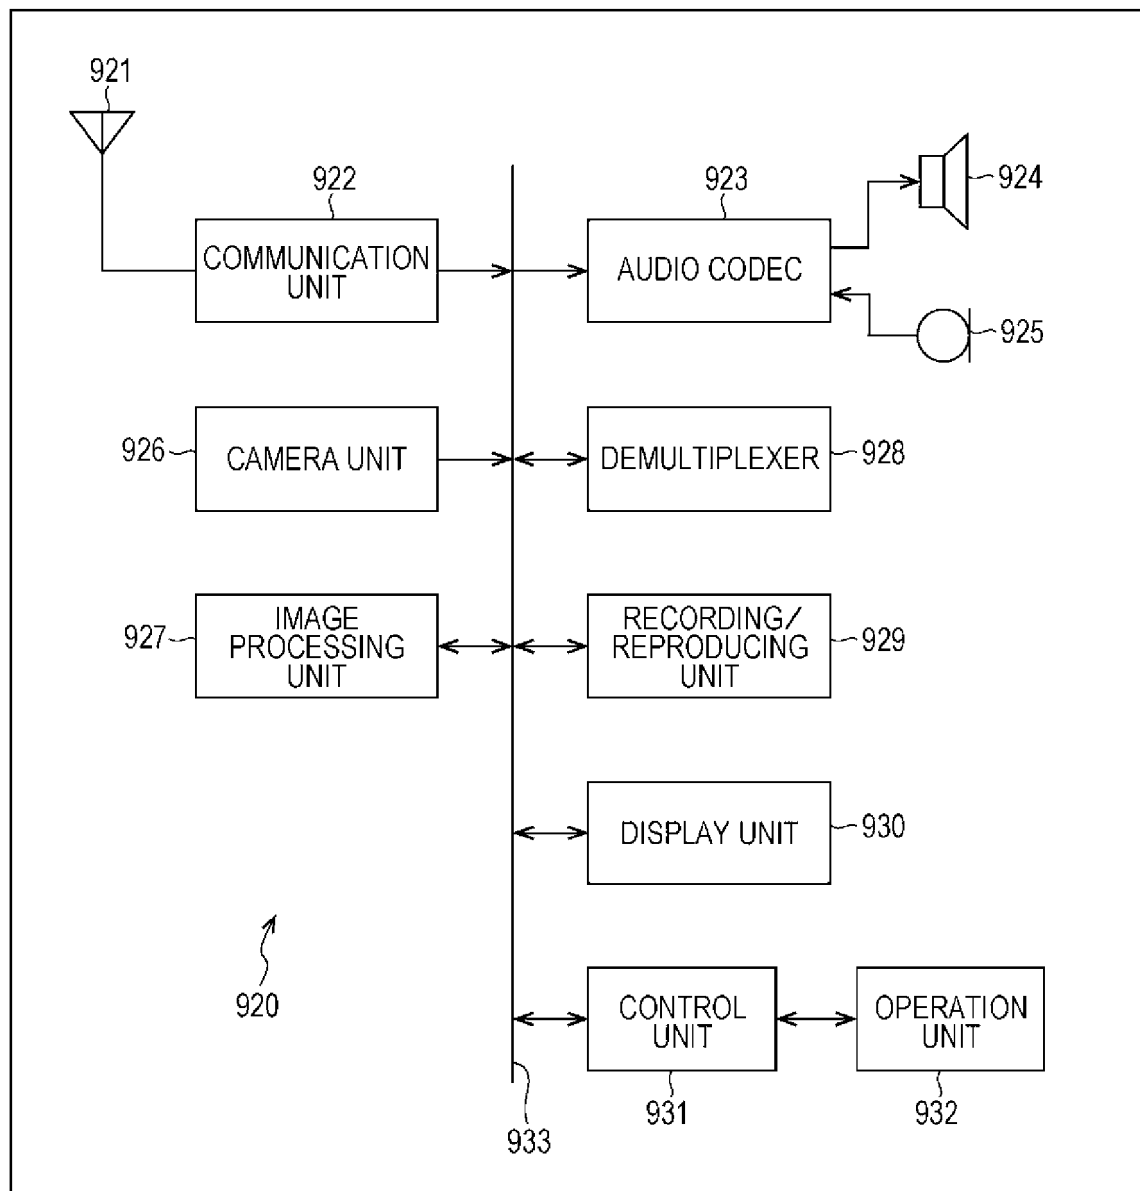 921
922
COMMUNICATION
UNIT
923
AUDIO CODEC
924
925
926
CAMERA UNIT
DEMULTIPLEXER
928
927
IMAGE
PROCESSING
UNIT
RECORDING/
REPRODUCING
UNIT
929
DISPLAY UNIT
930
920
CONTROL
UNIT
931
OPERATION
UNIT
932
933